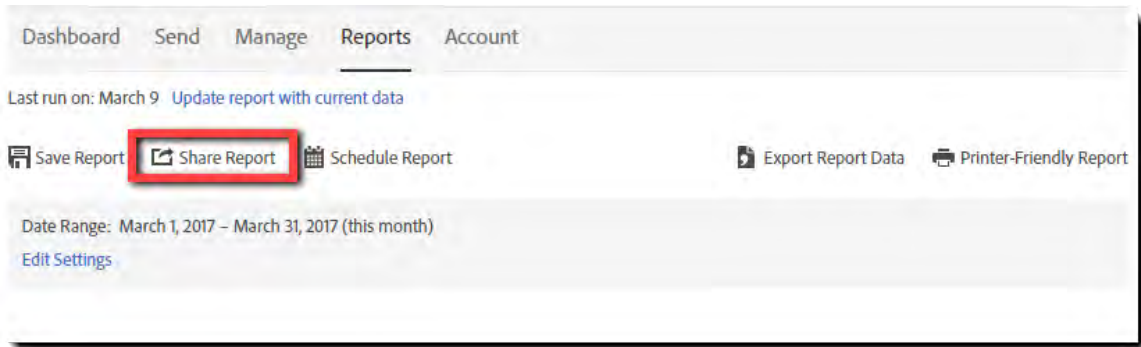 Dashboard Send Manage Reports Account
Last run on: March 9 Update report with current data
Save Report Share Report Schedule Report Export Report Data Printer-Friendly Report
Date Range: March 1, 2017 – March 31, 2017 (this month)
Edit Settings